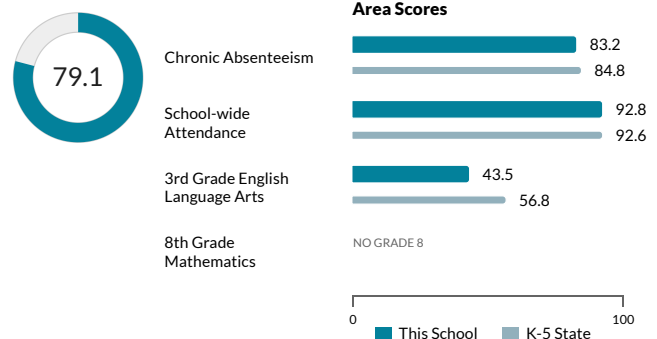 79.1
Area Scores
Chronic Absenteeism
83.2
84.8
School-wide
Attendance
92.8
92.6
3rd Grade English
Language Arts
43.5
56.8
8th Grade
Mathematics
NO GRADE 8
0
100
This School
K-5 State